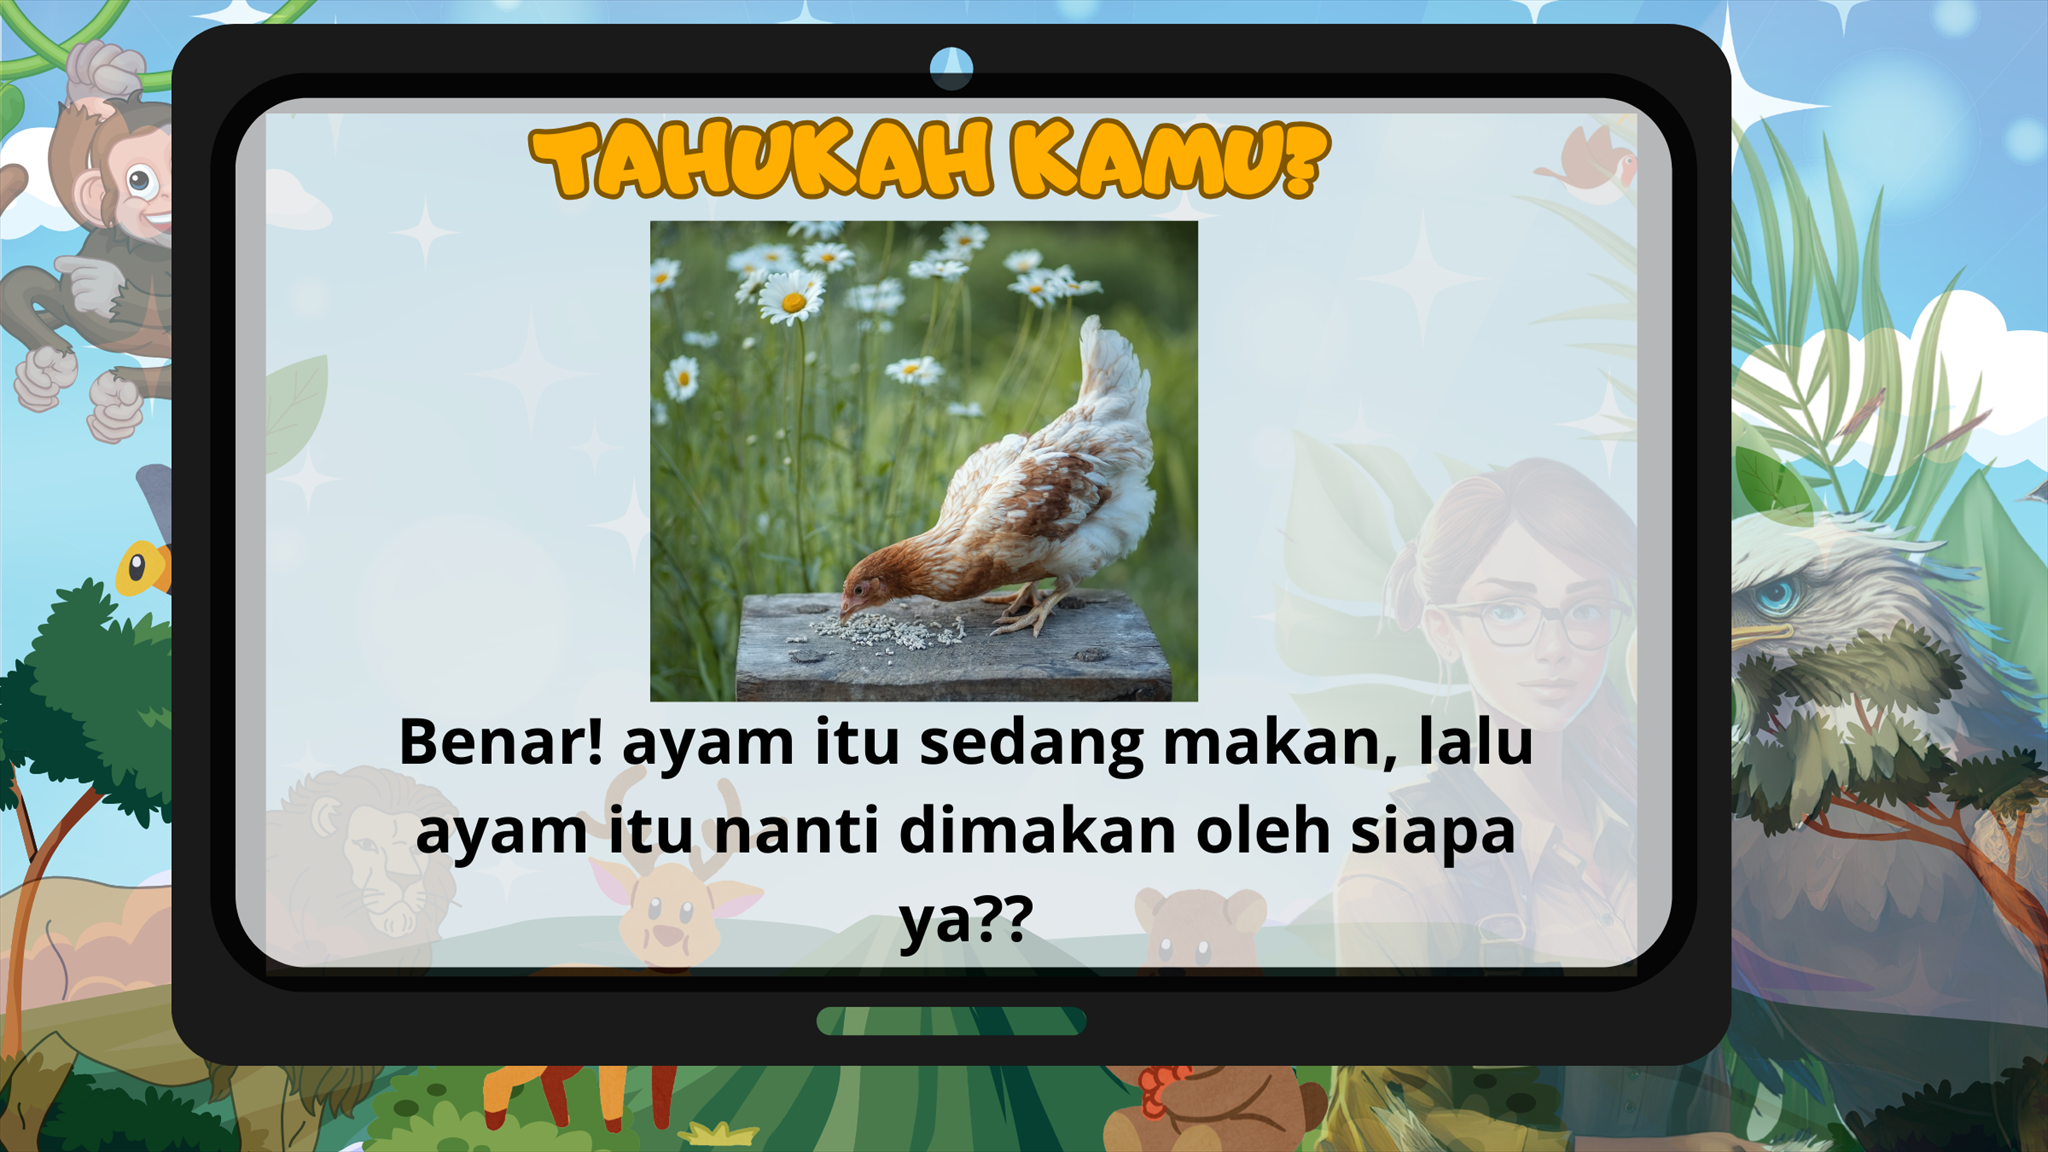 TAHUKAH KAMU?
Benar! ayam itu sedang makan, lalu
ayam itu nanti dimakan oleh siapa
ya??